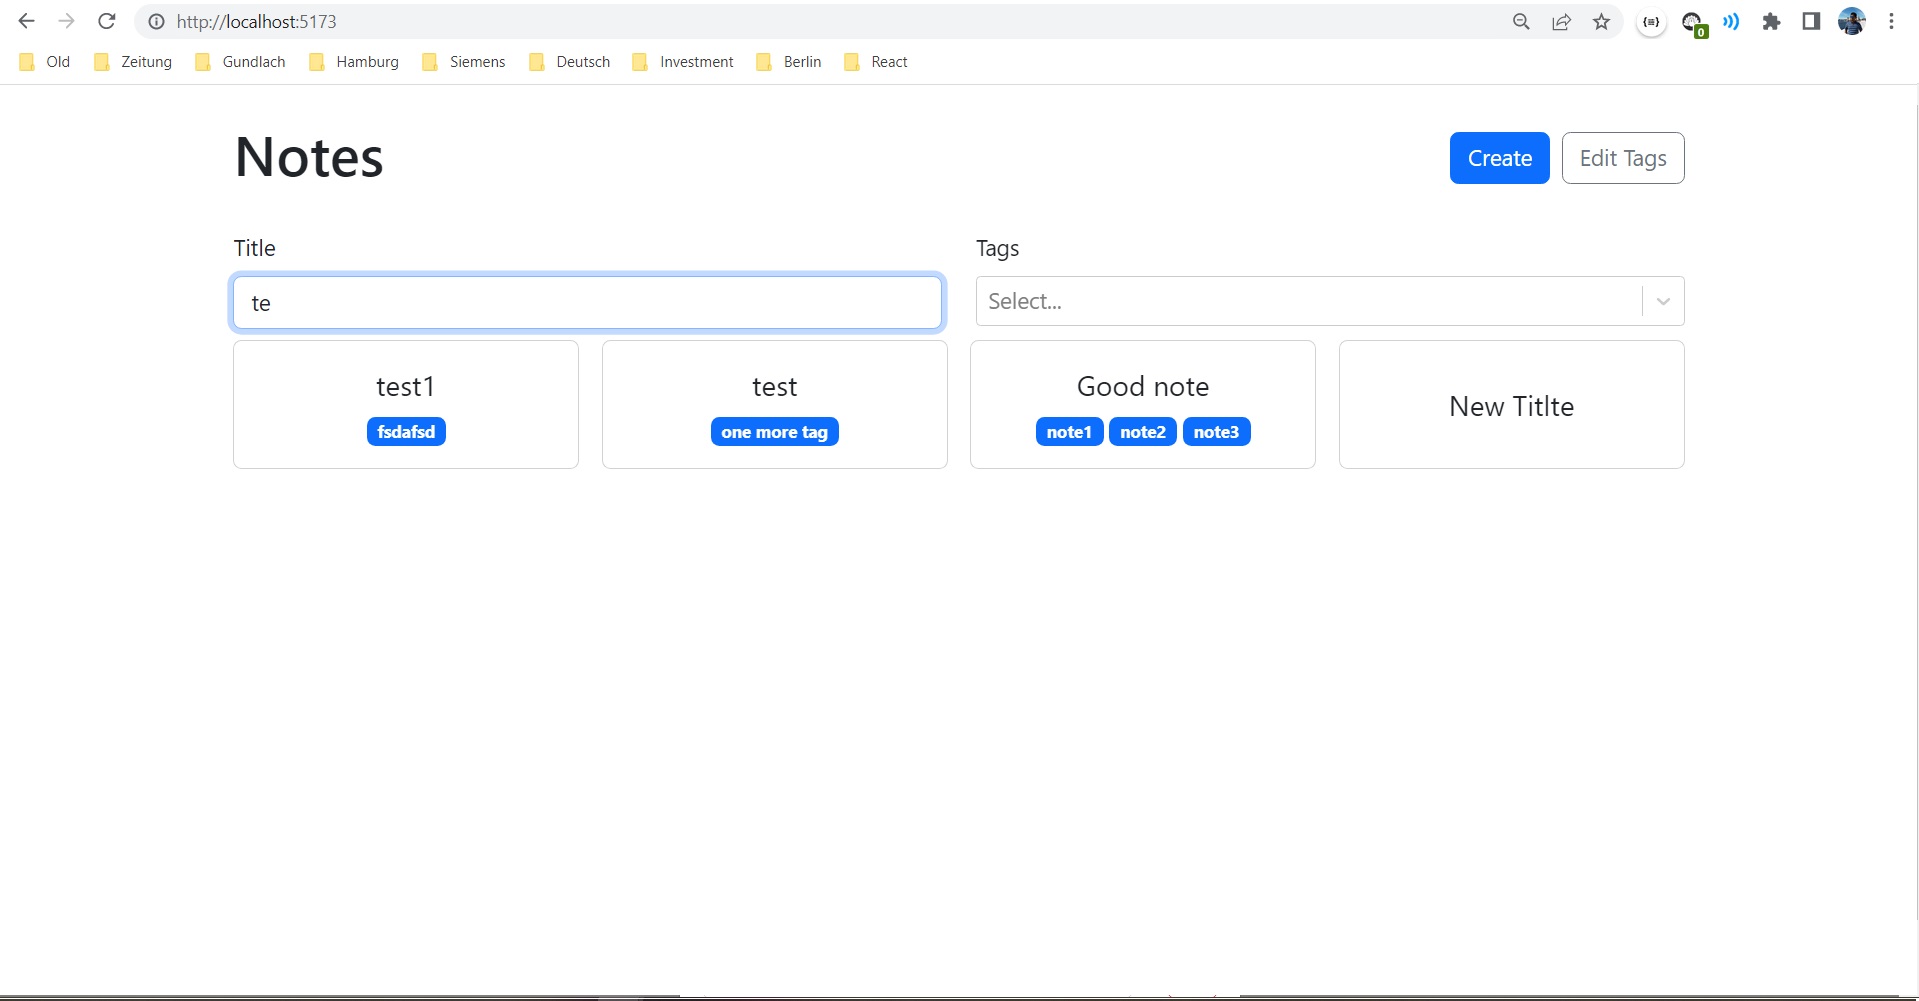 http://localhost:5173
0
Old Zeitung Gundlach Hamburg Siemens Deutsch Investment Berlin React
Notes
Create Edit Tags
Title Tags
te Select...
test1 test Good note New Titlte
fsdafsd one more tag note1 note2 note3